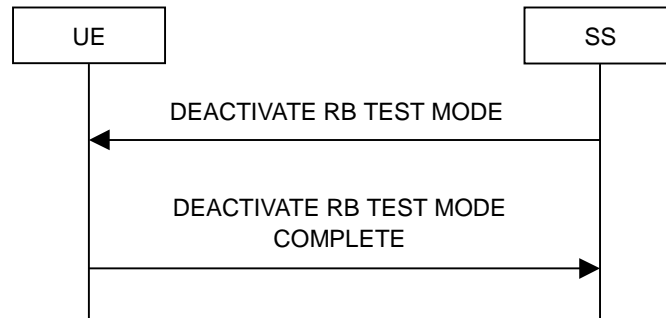 UE
SS
DEACTIVATE RB TEST MODE
DEACTIVATE RB TEST MODE
COMPLETE